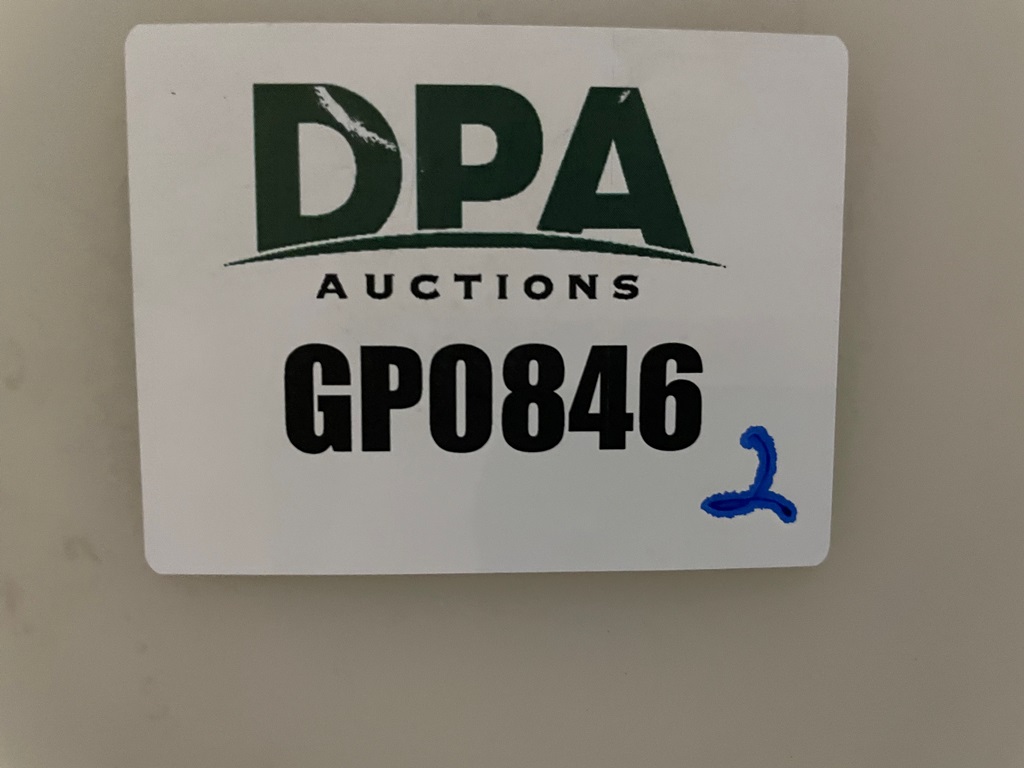 DPA
AUCTIONS
GP0846
2